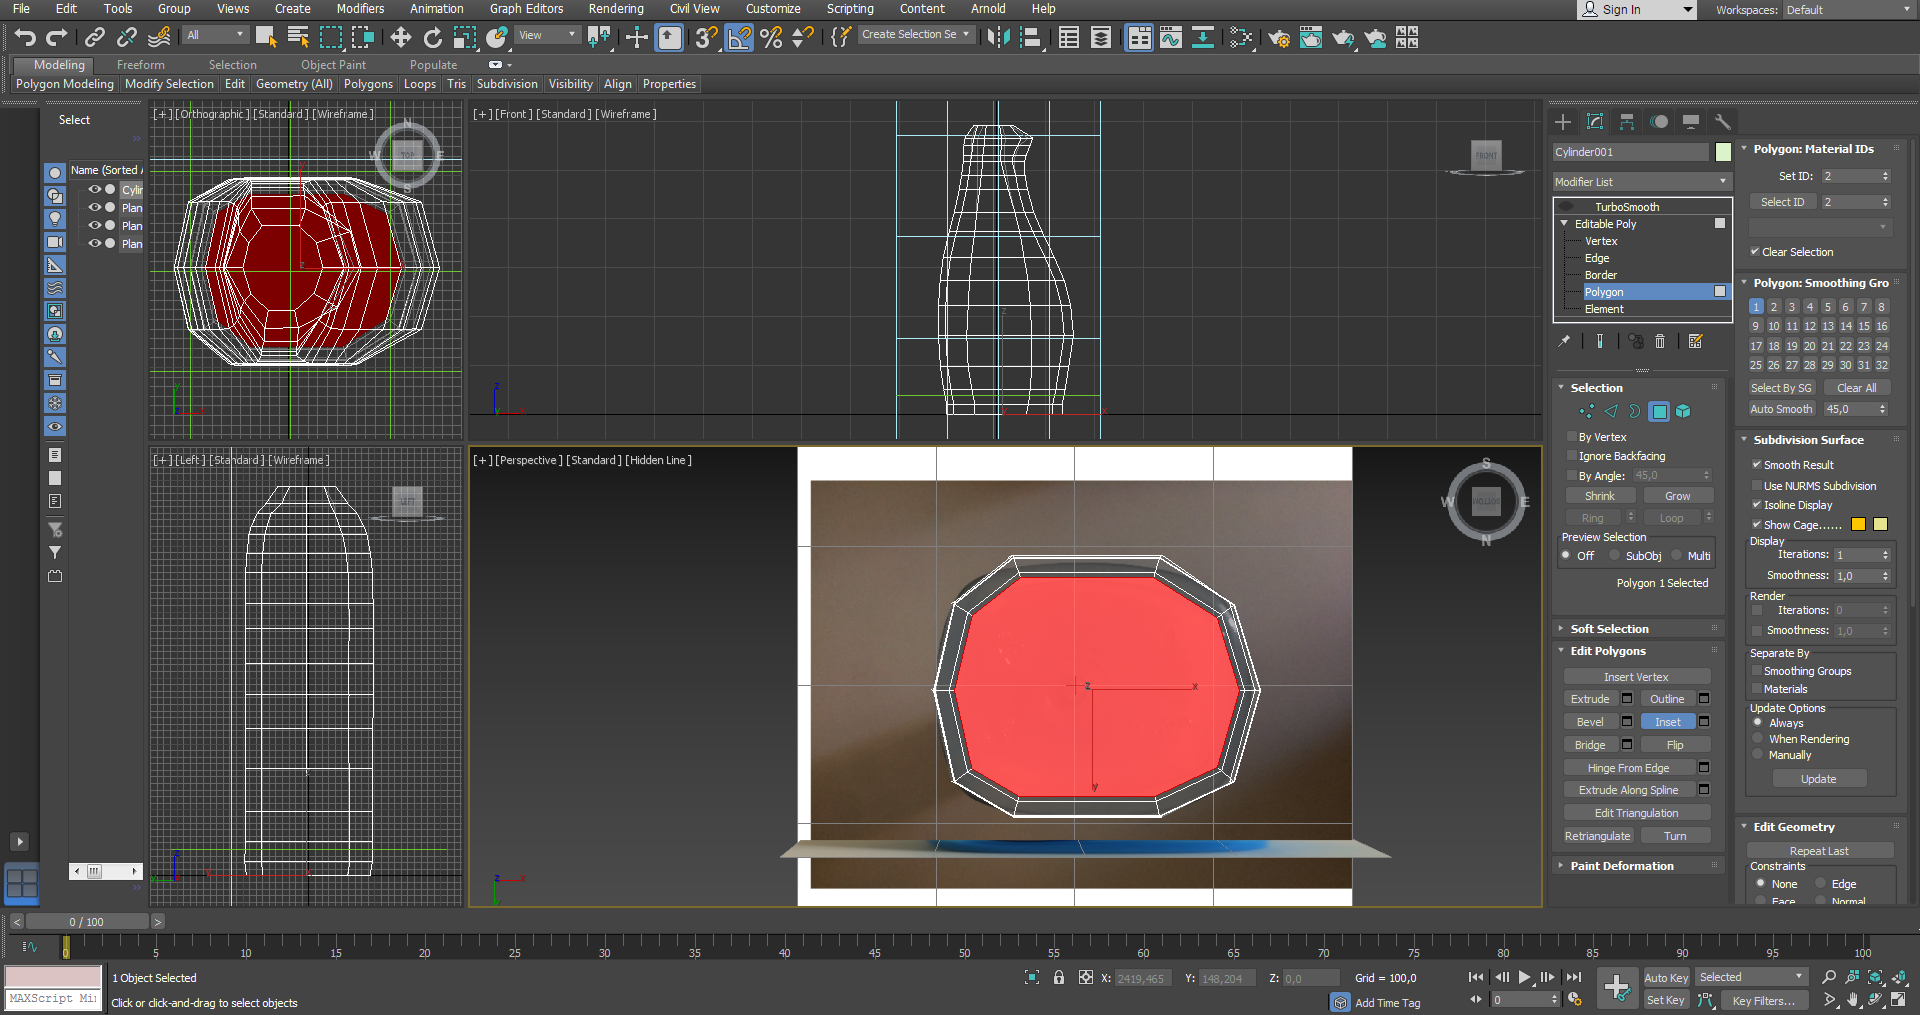 File Edit Tools Group Views Create Modifiers Animation Graph Editors Rendering Civil View Customize Scripting Content Arnold Help Sign In Workspaces: Default
All View Create Selection Se
Modeling Freeform Selection Object Paint Populate
Polygon Modeling Modify Selection Edit Geometry (All) Polygons Loops Tris Subdivision Visibility Align Properties
Select
Name (Sorted A
Cylin
Plan
Plan
Plan
[+] [Orthographic] [Standard] [Wireframe]
N
W TOP E
S
[+] [Front] [Standard] [Wireframe]
FRONT
[+] [Left] [Standard] [Wireframe]
LEFT
[+] [Perspective] [Standard] [Hidden Line]
S
W BOTTOM E
N
Cylinder001
Modifier List
TurboSmooth
Editable Poly
Vertex
Edge
Border
Polygon
Element
Selection
By Vertex
Ignore Backfacing
By Angle: 45,0
Shrink Grow
Ring Loop
Preview Selection
Off SubObj Multi
Polygon 1 Selected
Soft Selection
Edit Polygons
Insert Vertex
Extrude Outline
Bevel Inset
Bridge Flip
Hinge From Edge
Extrude Along Spline
Edit Triangulation
Retriangulate Turn
Paint Deformation
Polygon: Material IDs
Set ID: 2
Select ID 2
Clear Selection
Polygon: Smoothing Gro
1 2 3 4 5 6 7 8
9 10 11 12 13 14 15 16
17 18 19 20 21 22 23 24
25 26 27 28 29 30 31 32
Select By SG Clear All
Auto Smooth 45,0
Subdivision Surface
Smooth Result
Use NURMS Subdivision
Isoline Display
Show Cage......
Display
Iterations: 1
Smoothness: 1,0
Render
Iterations: 0
Smoothness: 1,0
Separate By
Smoothing Groups
Materials
Update Options
Always
When Rendering
Manually
Update
Edit Geometry
Repeat Last
Constraints
None Edge
Face Normal
< 0 / 100 >
0 5 10 15 20 25 30 35 40 45 50 55 60 65 70 75 80 85 90 95 100
1 Object Selected X: 2419,465 Y: 148,204 Z: 0,0 Grid = 100,0 Auto Key Selected
MAXScript Mi Click or click-and-drag to select objects Add Time Tag 0 Set Key Key Filters...